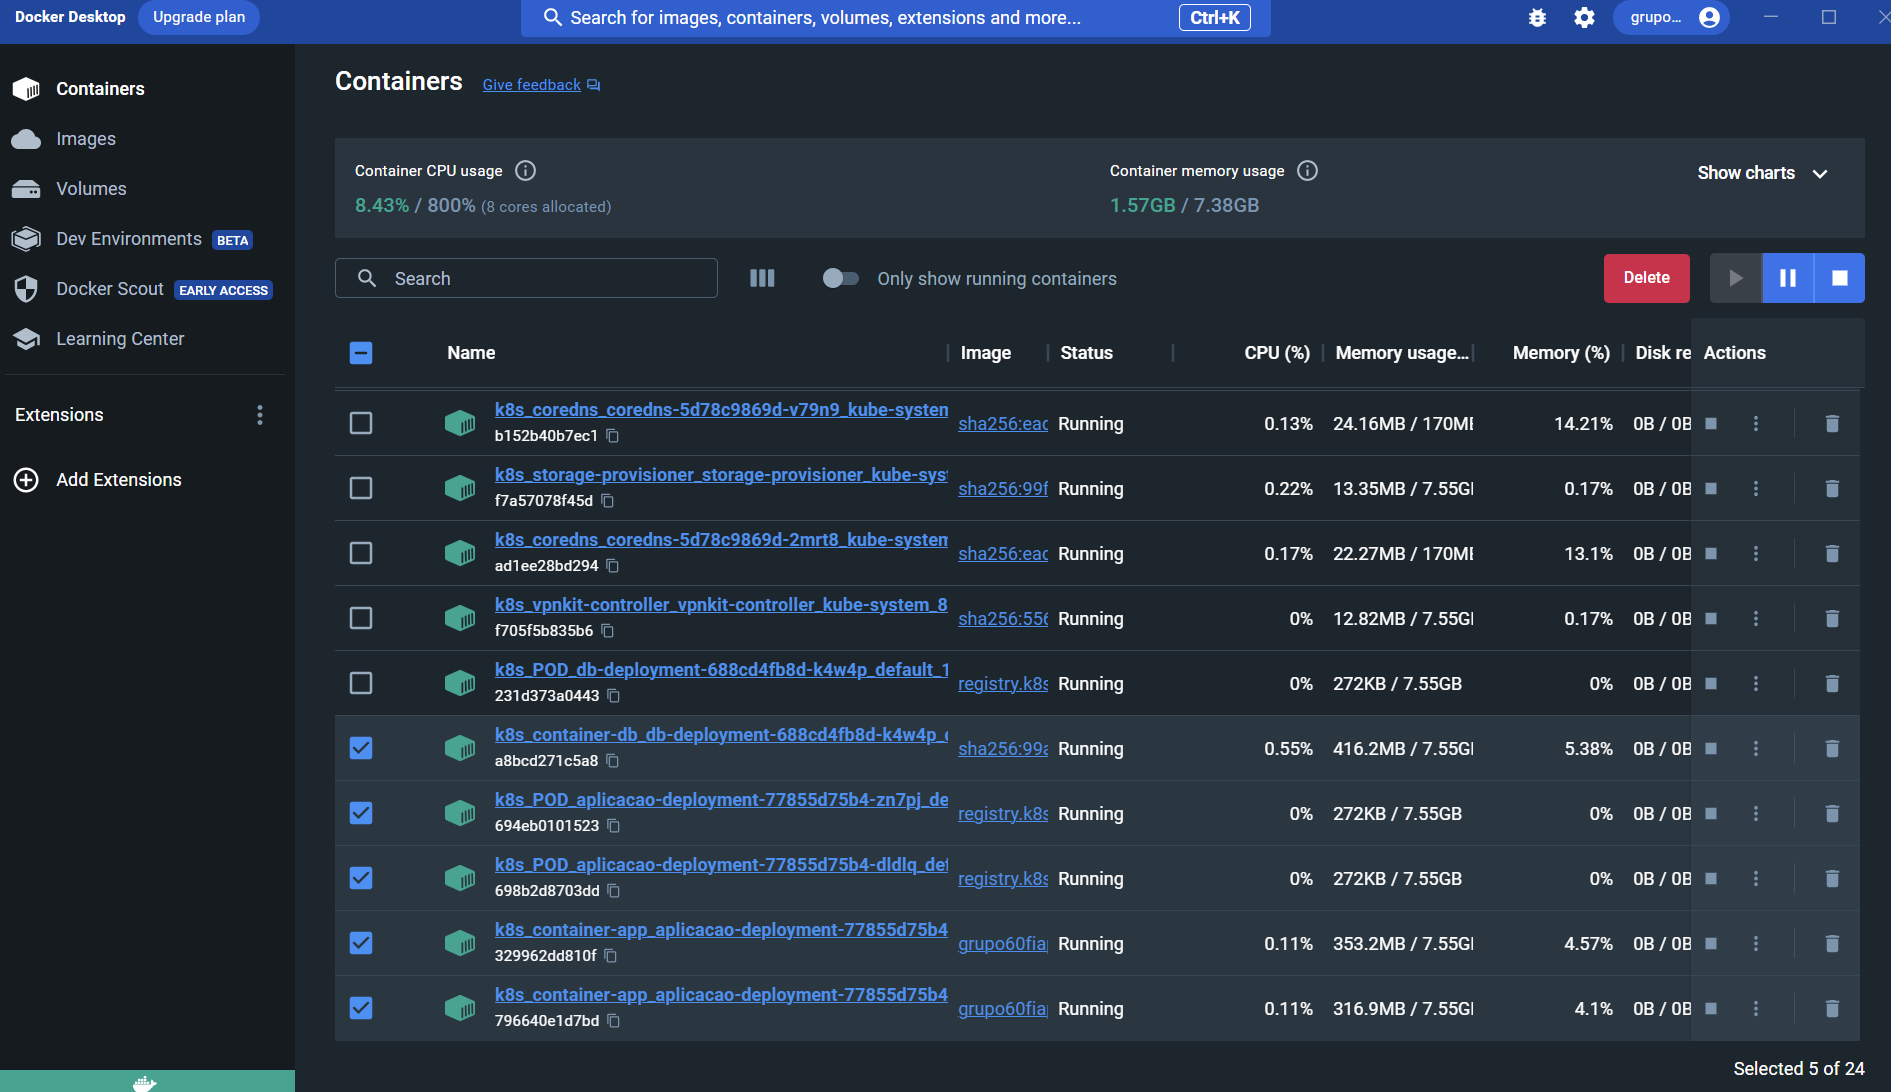 Docker Desktop
Upgrade plan
Search for images, containers, volumes, extensions and more...
Ctrl+K
grupo...
Containers
Images
Volumes
Dev Environments BETA
Docker Scout EARLY ACCESS
Learning Center
Extensions
Add Extensions
Containers
Give feedback
Container CPU usage
8.43% / 800% (8 cores allocated)
Container memory usage
1.57GB / 7.38GB
Show charts
Search
Only show running containers
Delete
Name Image Status CPU (%) Memory usage... Memory (%) Disk re Actions
k8s_coredns_coredns-5d78c9869d-v79n9_kube-system
b152b40b7ec1
sha256:eac Running 0.13% 24.16MB / 170ME 14.21% 0B / 0B
k8s_storage-provisioner_storage-provisioner_kube-sys
f7a57078f45d
sha256:99f Running 0.22% 13.35MB / 7.55GI 0.17% 0B / 0B
k8s_coredns_coredns-5d78c9869d-2mrt8_kube-system
ad1ee28bd294
sha256:eac Running 0.17% 22.27MB / 170ME 13.1% 0B / 0B
k8s_vpnkit-controller_vpnkit-controller_kube-system_8
f705f5b835b6
sha256:556 Running 0% 12.82MB / 7.55GI 0.17% 0B / 0B
k8s_POD_db-deployment-688cd4fb8d-k4w4p_default_1
231d373a0443
registry.k8s Running 0% 272KB / 7.55GB 0% 0B / 0B
k8s_container-db_db-deployment-688cd4fb8d-k4w4p_
a8bcd271c5a8
sha256:99a Running 0.55% 416.2MB / 7.55GI 5.38% 0B / 0B
k8s_POD_aplicacao-deployment-77855d75b4-zn7pj_de
694eb0101523
registry.k8s Running 0% 272KB / 7.55GB 0% 0B / 0B
k8s_POD_aplicacao-deployment-77855d75b4-dldlq_def
698b2d8703dd
registry.k8s Running 0% 272KB / 7.55GB 0% 0B / 0B
k8s_container-app_aplicacao-deployment-77855d75b4
329962dd810f
grupo60fia Running 0.11% 353.2MB / 7.55GI 4.57% 0B / 0B
k8s_container-app_aplicacao-deployment-77855d75b4
796640e1d7bd
grupo60fia Running 0.11% 316.9MB / 7.55GI 4.1% 0B / 0B
Selected 5 of 24